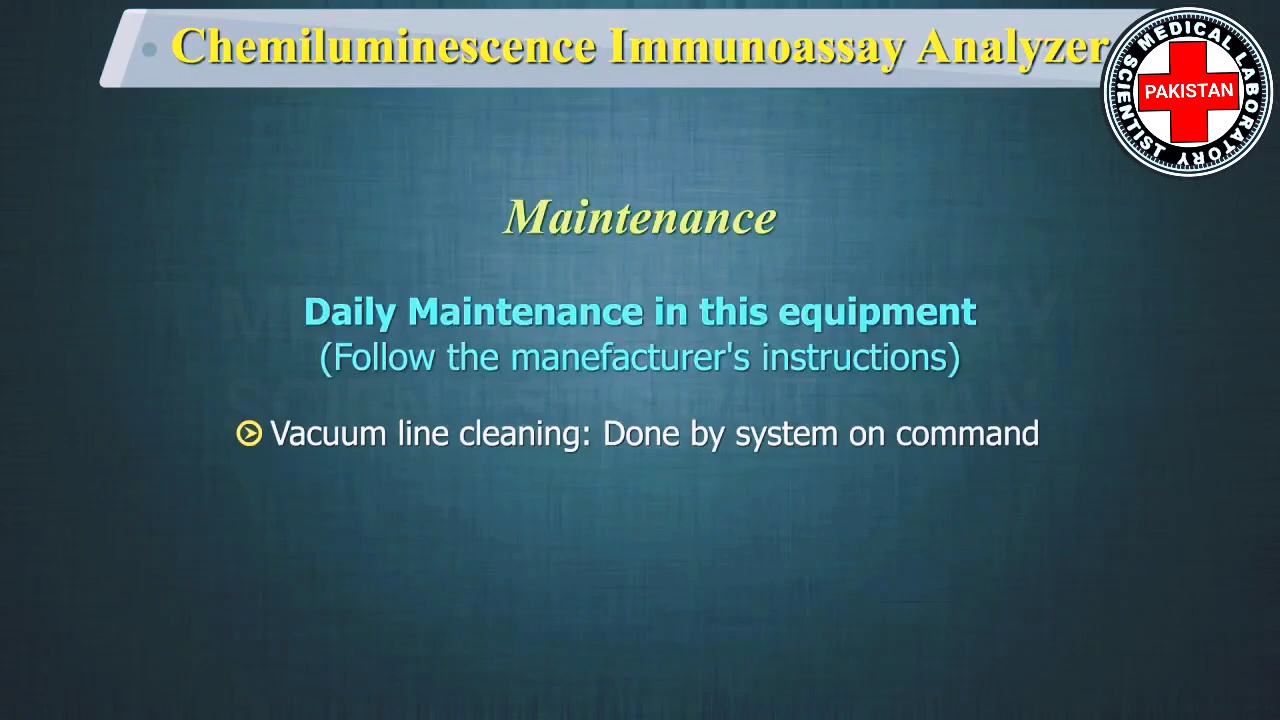 Chemiluminescence Immunoassay Analyzer
MEDICAL LABORATORY
SCIENTIST
PAKISTAN
Maintenance
Daily Maintenance in this equipment
(Follow the manefacturer's instructions)
Vacuum line cleaning: Done by system on command